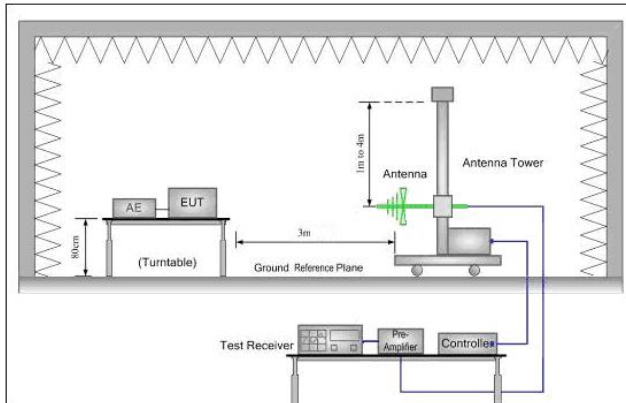 1m to 4m
Antenna
Antenna Tower
AE
EUT
80cm
(Turntable)
3m
Ground Reference Plane
Test Receiver
Pre-
Amplifier
Controller